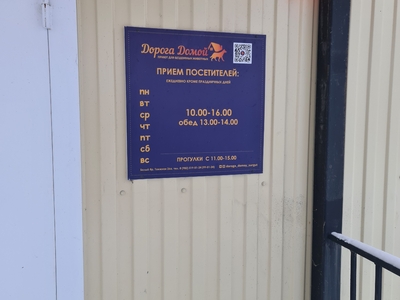 Дорога Домой
ПРИЕМ ПОСЕТИТЕЛЕЙ:
ЕЖЕДНЕВНО КРОМЕ ПРАЗДНИЧНЫХ ДНЕЙ
ПН
ВТ
СР
ЧТ
ПТ
СБ
ВС
10.00-16.00
обед 13.00-14.00
ПРОГУЛКИ С 11.00-15.00